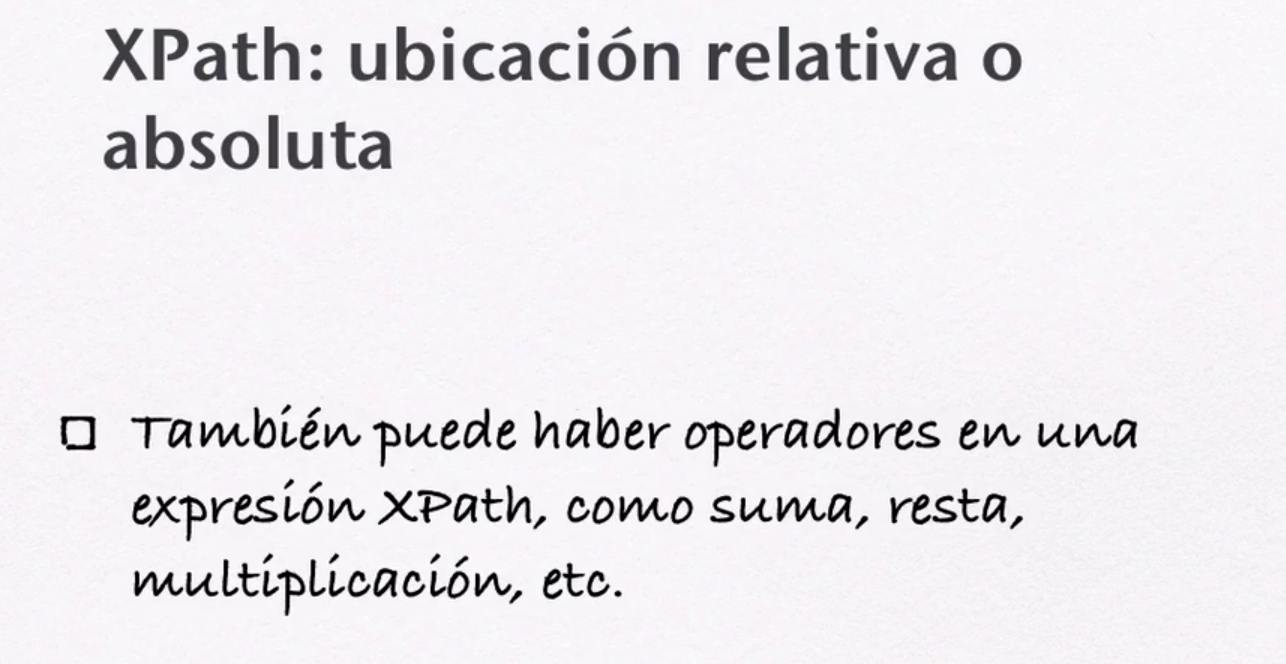 XPath: ubicación relativa o
absoluta
También puede haber operadores en una
expresión XPath, como suma, resta,
multiplicación, etc.